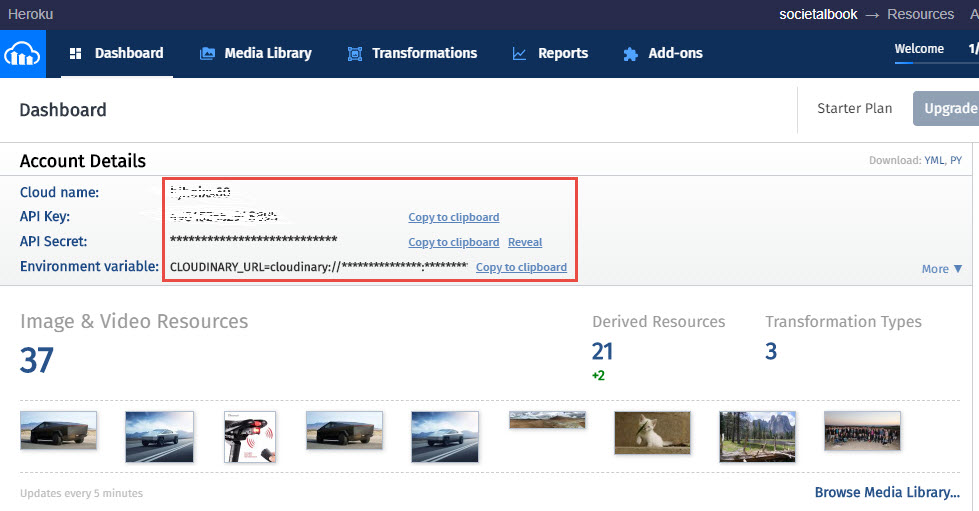 Heroku societalbook → Resources
Dashboard Media Library Transformations Reports Add-ons Welcome
Dashboard Starter Plan Upgrade
Account Details Download: YML, PY
Cloud name:
API Key: Copy to clipboard
API Secret: *************************** Copy to clipboard Reveal
Environment variable: CLOUDINARY_URL=cloudinary://***************:******** Copy to clipboard More ▼
Image & Video Resources Derived Resources Transformation Types
37 21 3
+2
Updates every 5 minutes Browse Media Library...